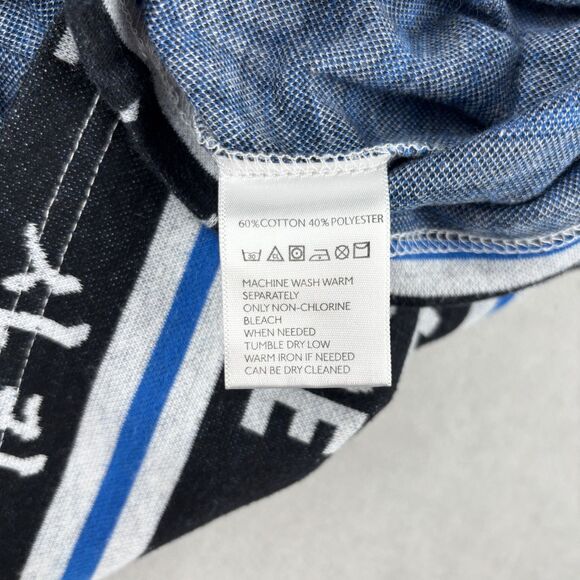 60%COTTON 40%POLYESTER
MACHINE WASH WARM
SEPARATELY
ONLY NON-CHLORINE
BLEACH
WHEN NEEDED
TUMBLE DRY LOW
WARM IRON IF NEEDED
CAN BE DRY CLEANED